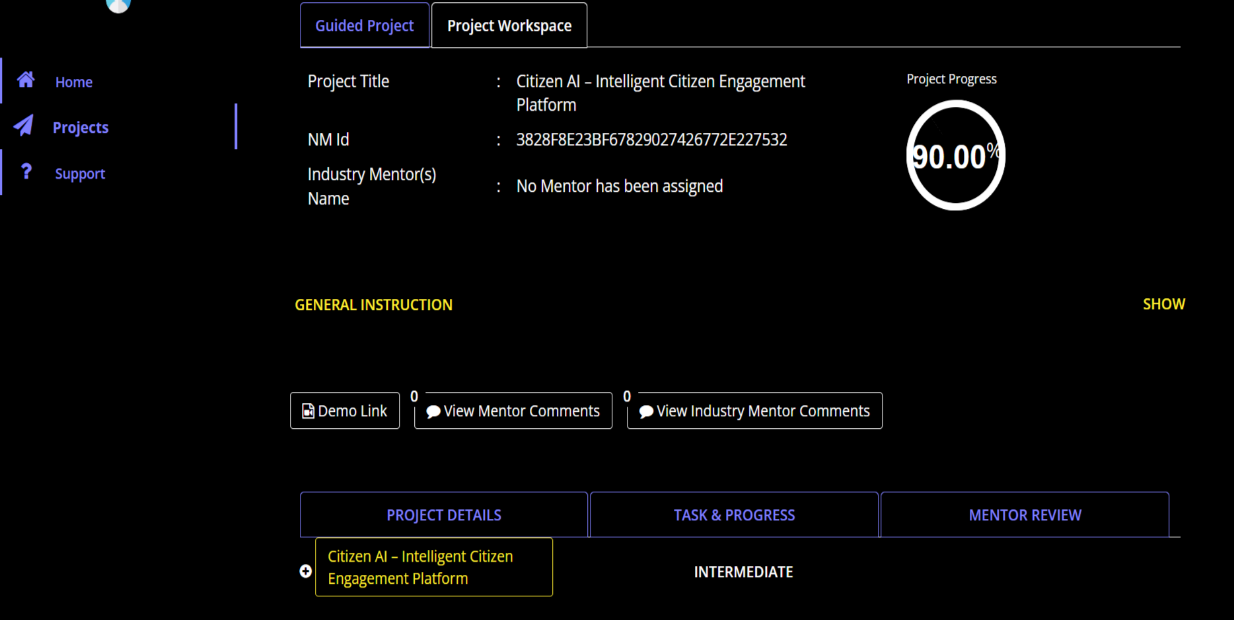 Guided Project
Project Workspace
Home
Projects
Support
Project Title : Citizen AI – Intelligent Citizen Engagement
Platform
NM Id : 3828F8E23BF67829027426772E227532
Industry Mentor(s)
Name : No Mentor has been assigned
Project Progress
90.00%
GENERAL INSTRUCTION
SHOW
Demo Link
0
View Mentor Comments
0
View Industry Mentor Comments
PROJECT DETAILS
TASK & PROGRESS
MENTOR REVIEW
Citizen AI – Intelligent Citizen
Engagement Platform
INTERMEDIATE